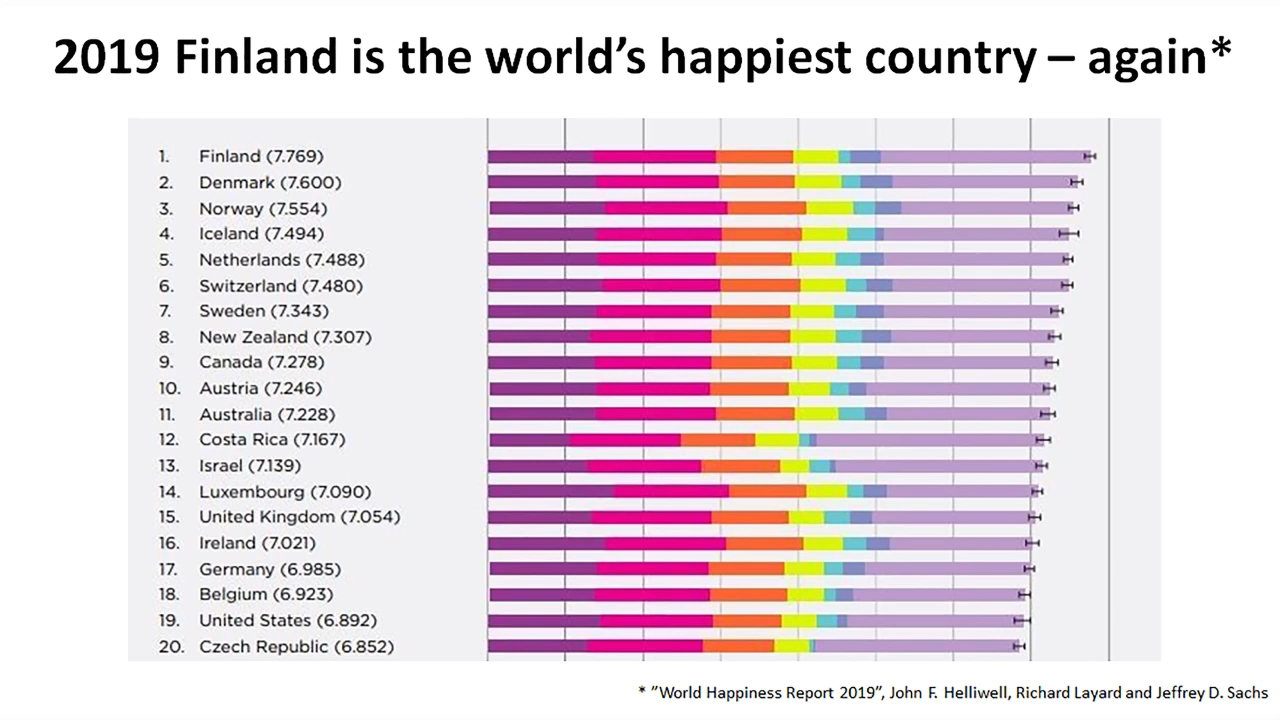 2019 Finland is the world's happiest country – again*
1. Finland (7.769)
2. Denmark (7.600)
3. Norway (7.554)
4. Iceland (7.494)
5. Netherlands (7.488)
6. Switzerland (7.480)
7. Sweden (7.343)
8. New Zealand (7.307)
9. Canada (7.278)
10. Austria (7.246)
11. Australia (7.228)
12. Costa Rica (7.167)
13. Israel (7.139)
14. Luxembourg (7.090)
15. United Kingdom (7.054)
16. Ireland (7.021)
17. Germany (6.985)
18. Belgium (6.923)
19. United States (6.892)
20. Czech Republic (6.852)
* ”World Happiness Report 2019”, John F. Helliwell, Richard Layard and Jeffrey D. Sachs